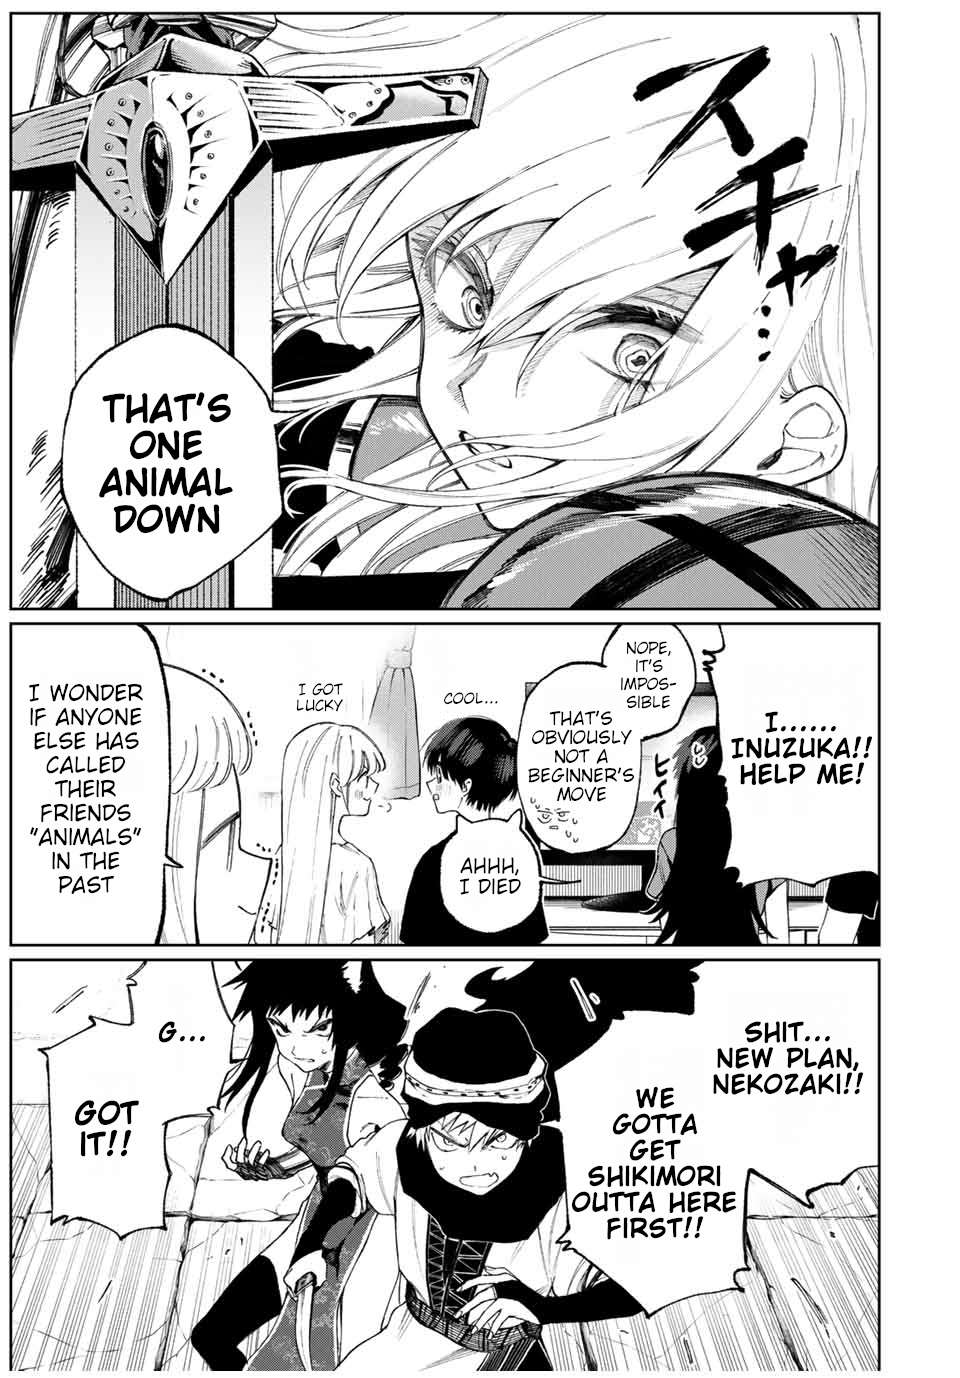 スチャ…
THAT'S
ONE
ANIMAL
DOWN
I......
INUZUKA!!
HELP ME!
NOPE,
IT'S
IMPOS-
SIBLE
THAT'S
OBVIOUSLY
NOT A
BEGINNER'S
MOVE
COOL...
AHHH,
I DIED
I GOT
LUCKY
I WONDER
IF ANYONE
ELSE HAS
CALLED
THEIR
FRIENDS
"ANIMALS"
IN THE
PAST
SHIT...
NEW PLAN,
NEKOZAKI!!
WE
GOTTA
GET
SHIKIMORI
OUTTA HERE
FIRST!!
G...
GOT
IT!!